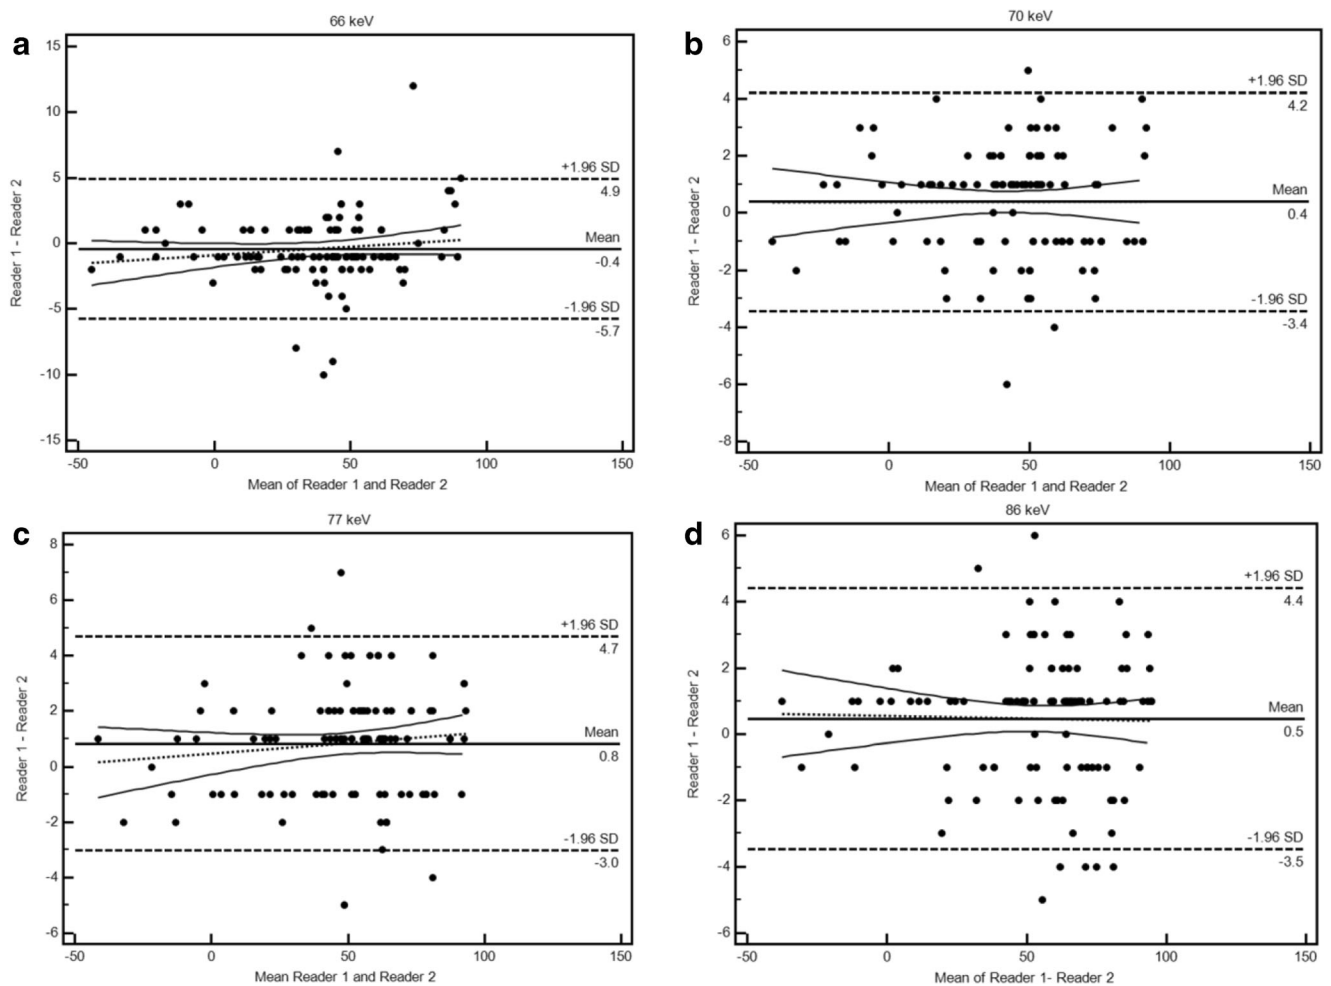 a
66 keV
15
10
5
0
-5
-10
-15
-50
0
50
100
150
Reader 1 - Reader 2
Mean of Reader 1 and Reader 2
+1.96 SD
4.9
Mean
-0.4
-1.96 SD
-5.7
b
70 keV
6
4
2
0
-2
-4
-6
-8
-50
0
50
100
150
Reader 1 - Reader 2
Mean of Reader 1 and Reader 2
+1.96 SD
4.2
Mean
0.4
-1.96 SD
-3.4
c
77 keV
8
6
4
2
0
-2
-4
-6
-50
0
50
100
150
Reader 1 - Reader 2
Mean Reader 1 and Reader 2
+1.96 SD
4.7
Mean
0.8
-1.96 SD
-3.0
d
86 keV
6
4
2
0
-2
-4
-6
-50
0
50
100
150
Reader 1 - Reader 2
Mean of Reader 1- Reader 2
+1.96 SD
4.4
Mean
0.5
-1.96 SD
-3.5